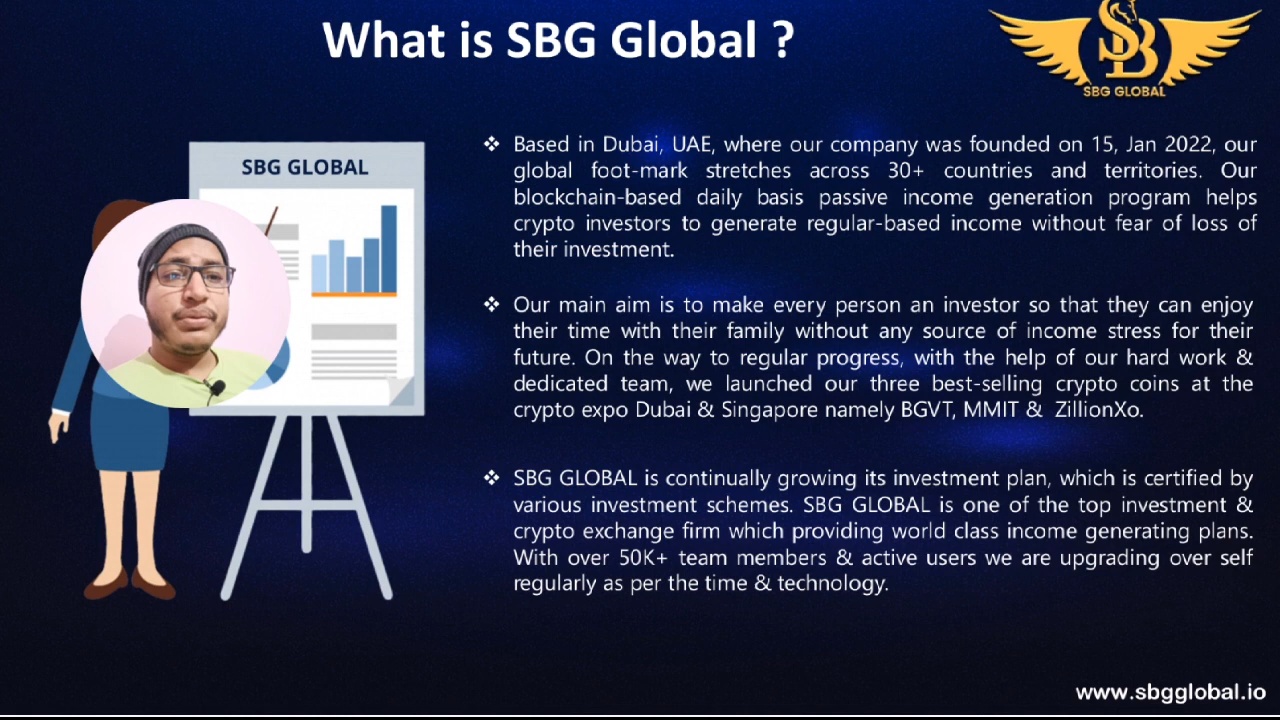 What is SBG Global ?
SBG GLOBAL
SBG GLOBAL
❖ Based in Dubai, UAE, where our company was founded on 15, Jan 2022, our
global foot-mark stretches across 30+ countries and territories. Our
blockchain-based daily basis passive income generation program helps
crypto investors to generate regular-based income without fear of loss of
their investment.
❖ Our main aim is to make every person an investor so that they can enjoy
their time with their family without any source of income stress for their
future. On the way to regular progress, with the help of our hard work &
dedicated team, we launched our three best-selling crypto coins at the
crypto expo Dubai & Singapore namely BGVT, MMIT & ZillionXo.
❖ SBG GLOBAL is continually growing its investment plan, which is certified by
various investment schemes. SBG GLOBAL is one of the top investment &
crypto exchange firm which providing world class income generating plans.
With over 50K+ team members & active users we are upgrading over self
regularly as per the time & technology.
www.sbgglobal.io